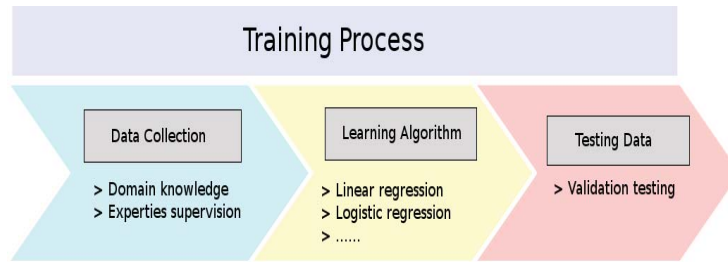 Training Process
Data Collection
> Domain knowledge
> Experties supervision
Learning Algorithm
> Linear regression
> Logistic regression
> ......
Testing Data
> Validation testing